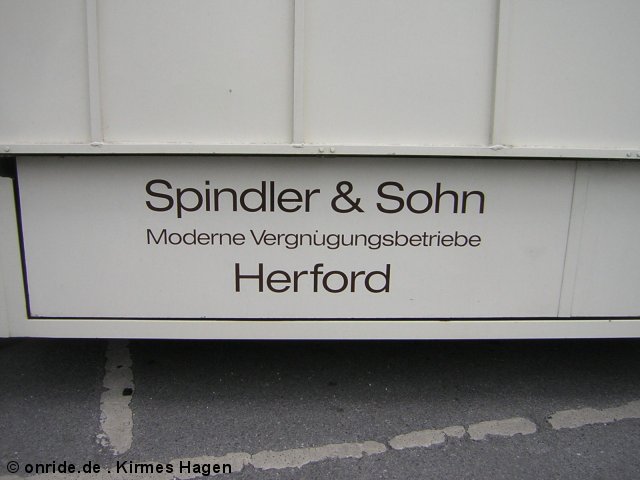 Spindler & Sohn
Moderne Vergnügungsbetriebe
Herford
© onride.de . Kirmes Hagen